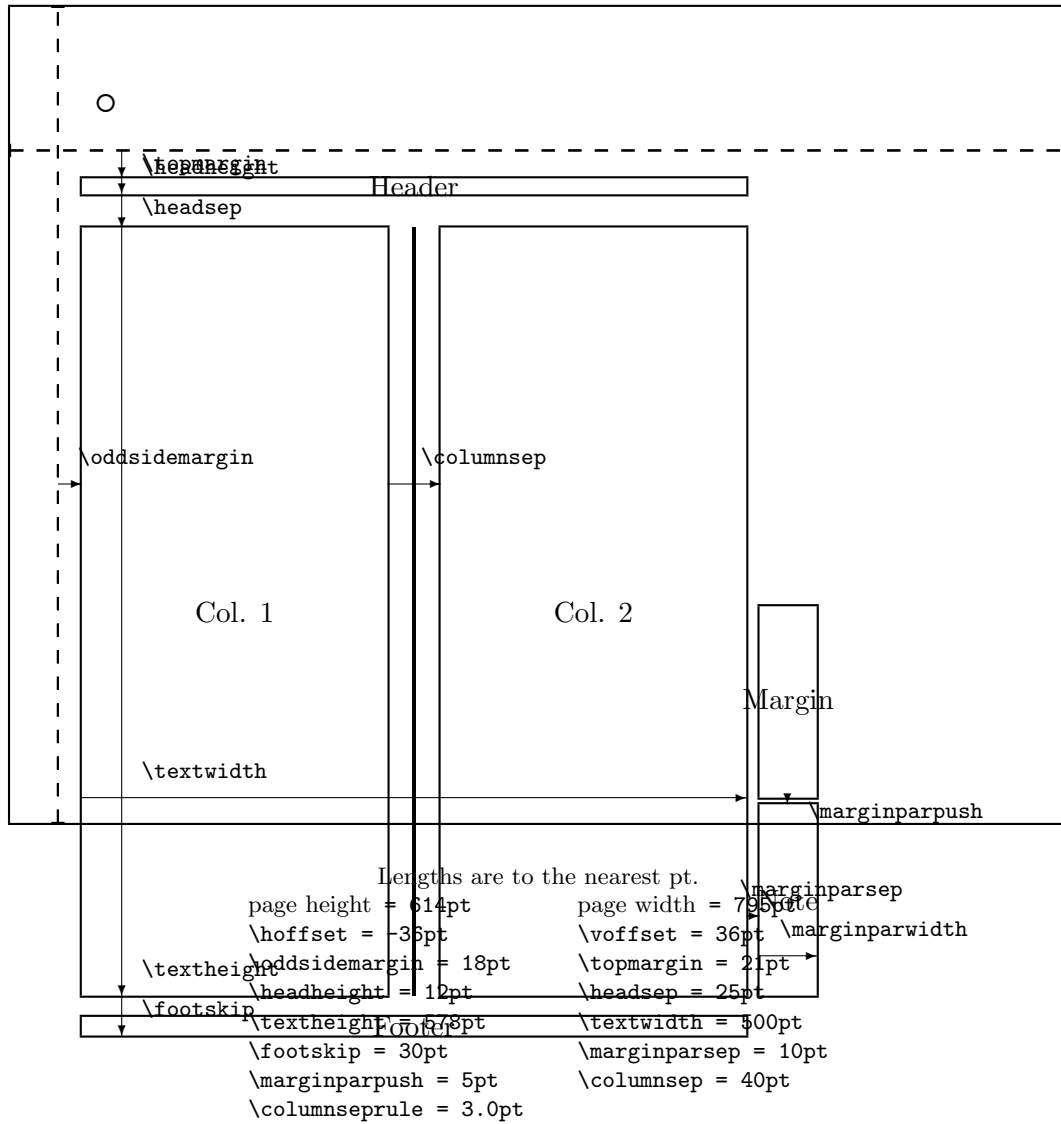 \topmargin
\headheight
Header
\headsep
\oddsidemargin
\columnsep
Col. 1
Col. 2
Margin
\textwidth
\marginparpush
Lengths are to the nearest pt.
\marginparsep
page height = 614pt page width = 795pt
Note
\hoffset = -36pt \voffset = 36pt
\marginparwidth
\oddsidemargin = 18pt \topmargin = 21pt
\textheight
\headheight = 12pt \headsep = 25pt
\footskip
\textheight = 578pt \textwidth = 500pt
Footer
\footskip = 30pt \marginparsep = 10pt
\marginparpush = 5pt \columnsep = 40pt
\columnseprule = 3.0pt